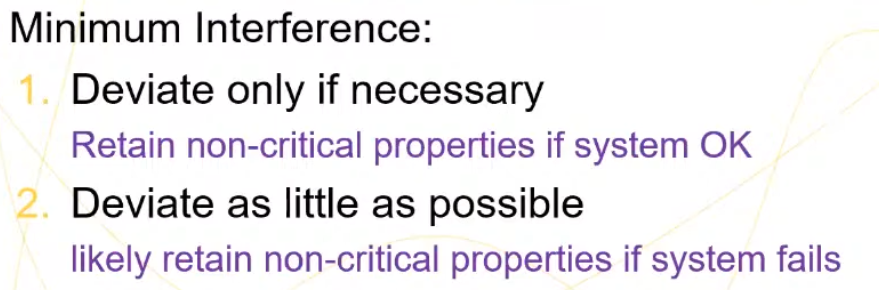 Minimum Interference:
1. Deviate only if necessary
Retain non-critical properties if system OK
2. Deviate as little as possible
likely retain non-critical properties if system fails